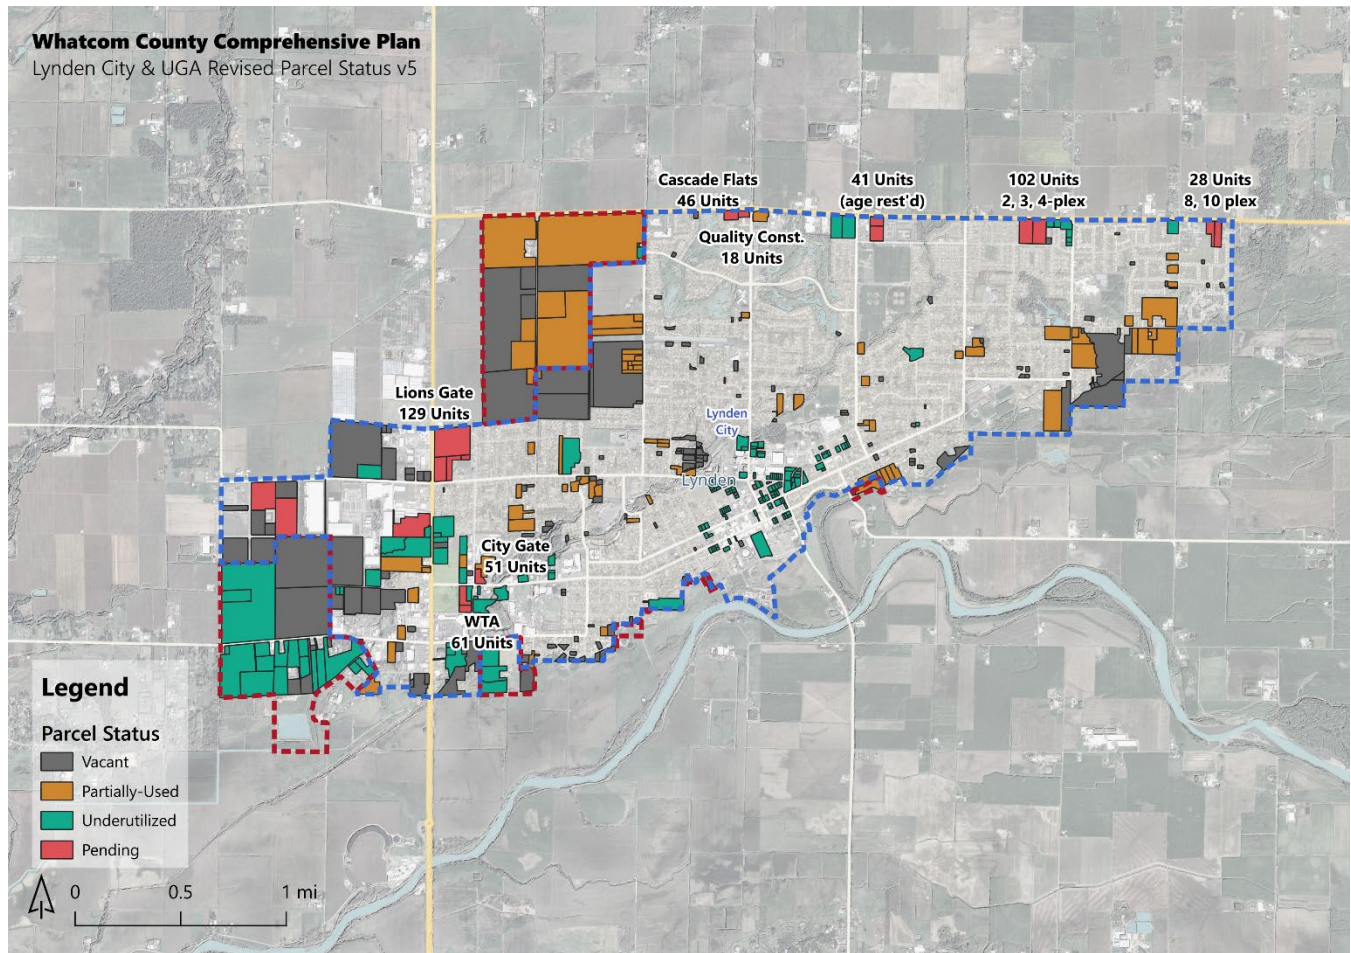 Whatcom County Comprehensive Plan
Lynden City & UGA Revised Parcel Status v5
Cascade Flats
46 Units
41 Units
(age rest'd)
102 Units
2, 3, 4-plex
28 Units
8, 10 plex
Quality Const.
18 Units
Lions Gate
129 Units
Lynden
City
Lynden
City Gate
51 Units
WTA
61 Units
Legend
Parcel Status
Vacant
Partially-Used
Underutilized
Pending
0 0.5 1 mi